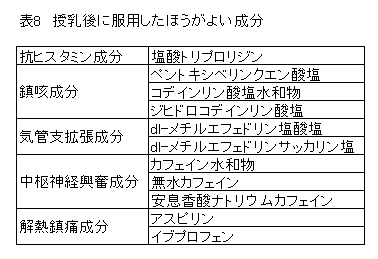 表8 授乳後に服用したほうがよい成分
抗ヒスタミン成分 塩酸トリプロリジン
鎮咳成分 ペントキシベリンクエン酸塩
コデインリン酸塩水和物
ジヒドロコデインリン酸塩
気管支拡張成分 dl-メチルエフェドリン塩酸塩
dl-メチルエフェドリンサッカリン塩
中枢神経興奮成分 カフェイン水和物
無水カフェイン
安息香酸ナトリウムカフェイン
解熱鎮痛成分 アスピリン
イブプロフェン